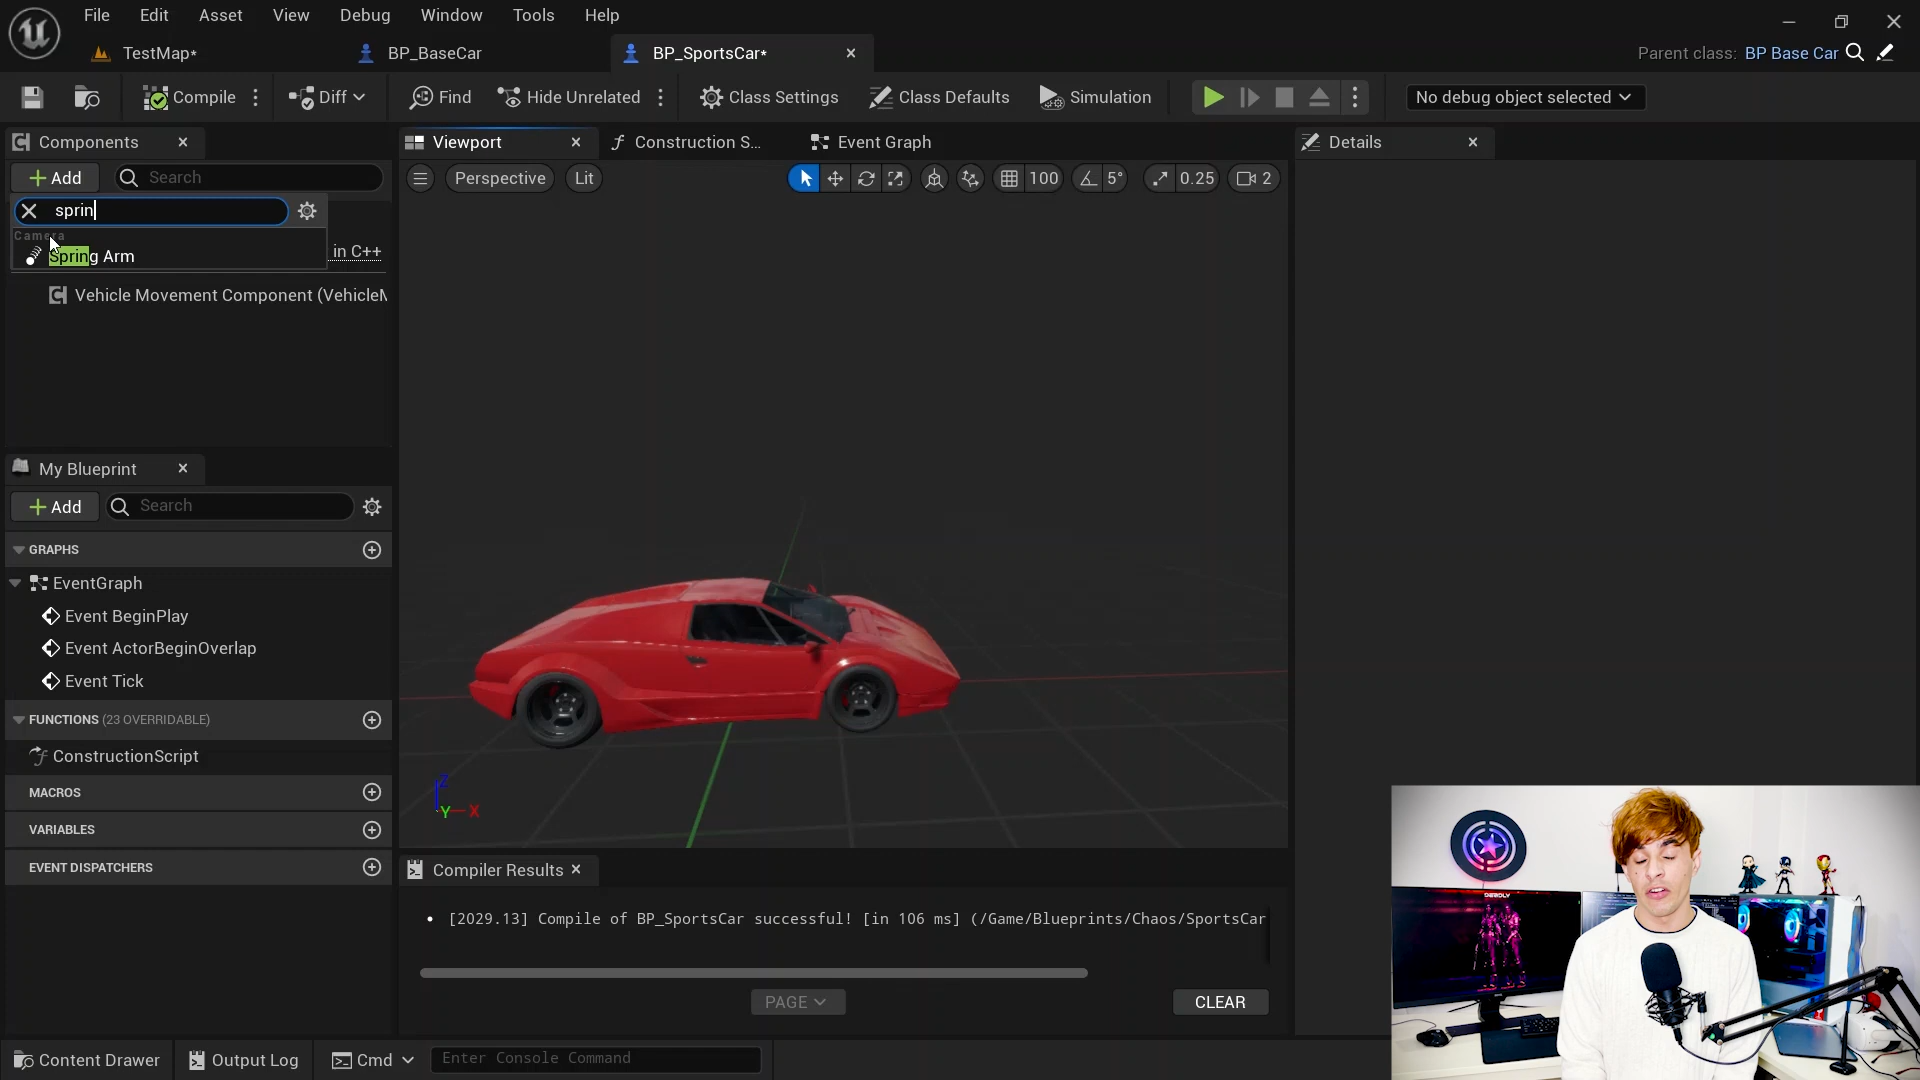 File Edit Asset View Debug Window Tools Help
TestMap* BP_BaseCar BP_SportsCar* Parent class: BP Base Car
Compile Diff Find Hide Unrelated Class Settings Class Defaults Simulation No debug object selected
Components Viewport Construction S... Event Graph Details
Add Search Perspective Lit 100 5° 0.25 2
sprin
Camera
in C++
Spring Arm
Vehicle Movement Component (VehicleM
My Blueprint
Add Search
GRAPHS
EventGraph
Event BeginPlay
Event ActorBeginOverlap
Event Tick
FUNCTIONS (23 OVERRIDABLE)
ConstructionScript
MACROS
VARIABLES
EVENT DISPATCHERS
Z
Y X
Compiler Results
[2029.13] Compile of BP_SportsCar successful! [in 106 ms] (/Game/Blueprints/Chaos/SportsCar
PAGE CLEAR
Content Drawer Output Log Cmd Enter Console Command